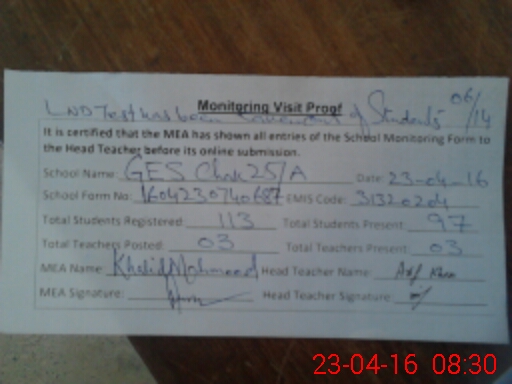 Monitoring Visit Proof
LND Test has been of Students 06/14
It is certified that the MEA has shown all entries of the School Monitoring Form to
the Head Teacher before its online submission.
School Name: GES Chak 25/A Date: 23-04-16
School Form No: 1604230740687 EMIS Code: 31320204
Total Students Registered: 113 Total Students Present: 97
Total Teachers Posted: 03 Total Teachers Present: 03
MEA Name: Khalid Mahmood Head Teacher Name: Asif Khan
MEA Signature: Head Teacher Signature:
23-04-16 08:30